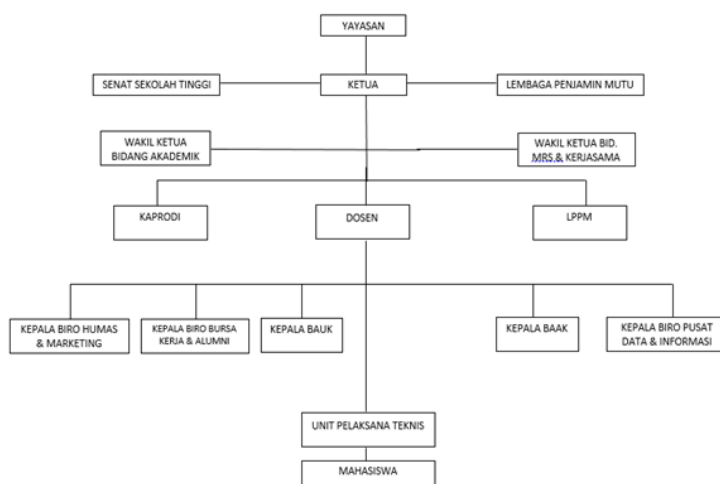 YAYASAN
SENAT SEKOLAH TINGGI
KETUA
LEMBAGA PENJAMIN MUTU
WAKIL KETUA
BIDANG AKADEMIK
WAKIL KETUA BID.
MRS.& KERJASAMA
KAPRODI
DOSEN
LPPM
KEPALA BIRO HUMAS
& MARKETING
KEPALA BIRO BURSA
KERJA & ALUMNI
KEPALA BAUK
KEPALA BAAK
KEPALA BIRO PUSAT
DATA & INFORMASI
UNIT PELAKSANA TEKNIS
MAHASISWA